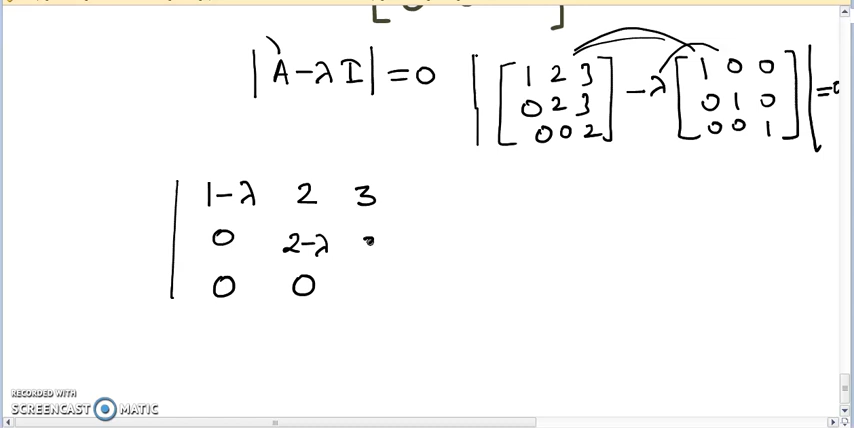 |A-λI|=0 |[1 2 3
0 2 3
0 0 2] -λ [1 0 0
0 1 0
0 0 1]|=0
|1-λ 2 3
0 2-λ
0 0
RECORDED WITH
SCREENCAST MATIC